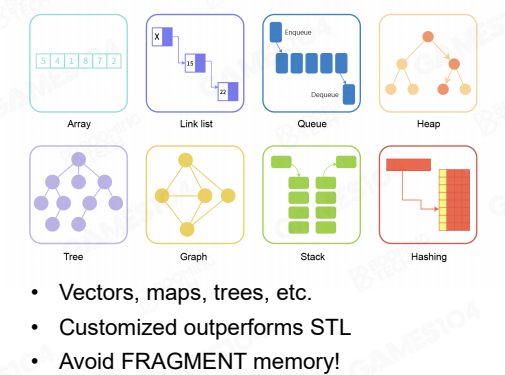 5 4 1 8 7 2
X
15
22
Enqueue
Dequeue
Array
Link list
Queue
Heap
Tree
Graph
Stack
Hashing
• Vectors, maps, trees, etc.
• Customized outperforms STL
• Avoid FRAGMENT memory!
GAMES104